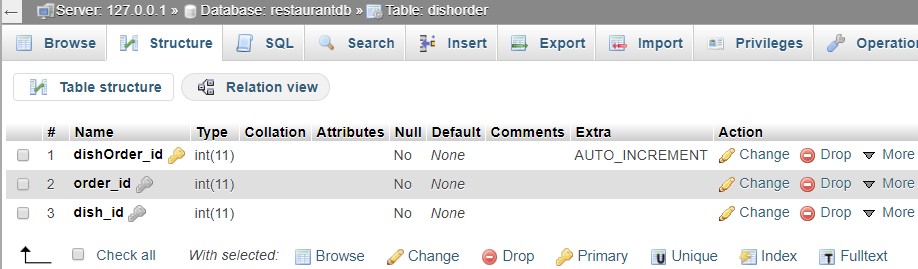 Server: 127.0.0.1 » Database: restaurantdb » Table: dishorder
Browse Structure SQL Search Insert Export Import Privileges Operatio
Table structure Relation view
# Name Type Collation Attributes Null Default Comments Extra Action
1 dishOrder_id int(11) No None AUTO_INCREMENT Change Drop More
2 order_id int(11) No None Change Drop More
3 dish_id int(11) No None Change Drop More
Check all With selected: Browse Change Drop Primary Unique Index Fulltext